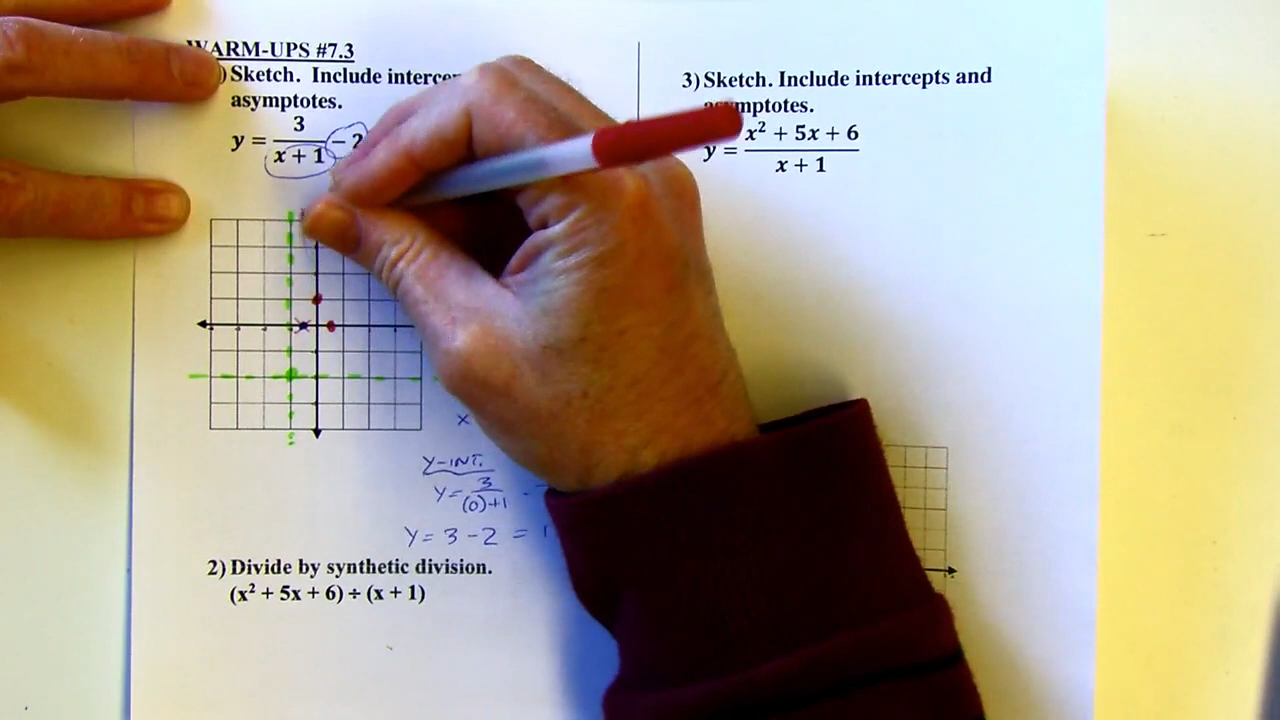 WARM-UPS #7.3
) Sketch. Include interce
asymptotes.
y = 3/(x + 1) - 2
x
Y-INT.
Y = 3/((0)+1) -
Y = 3 - 2 = 1
2) Divide by synthetic division.
(x² + 5x + 6) ÷ (x + 1)
3) Sketch. Include intercepts and
asymptotes.
y = (x² + 5x + 6)/(x + 1)